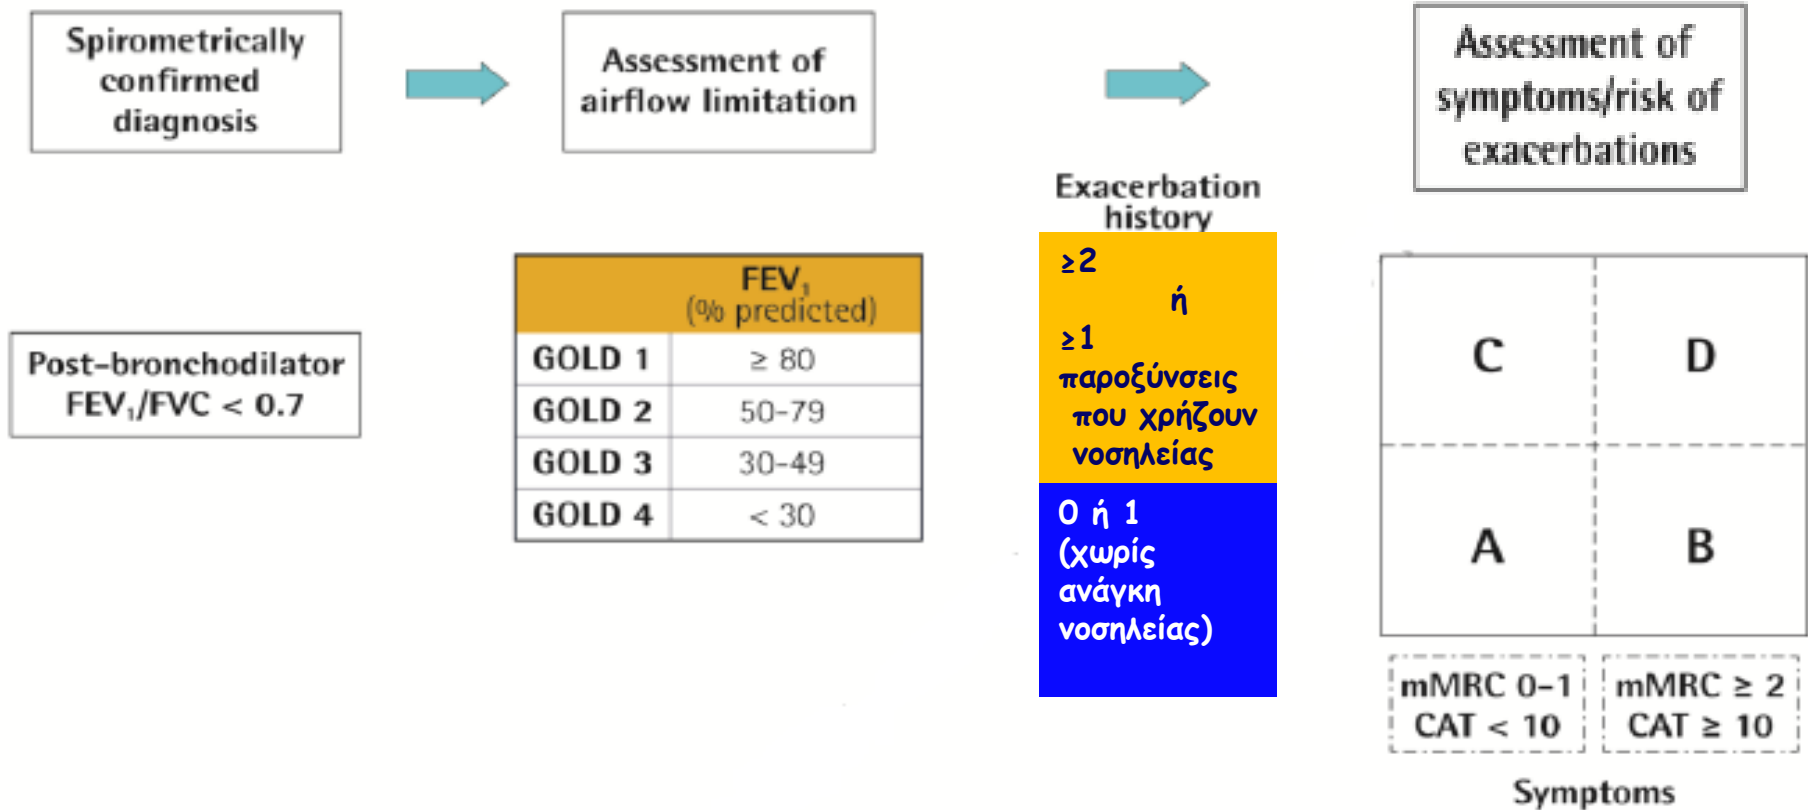 Spirometrically
confirmed
diagnosis
Assessment of
airflow limitation
Assessment of
symptoms/risk of
exacerbations
Post-bronchodilator
FEV₁/FVC < 0.7
FEV₁
(% predicted)
GOLD 1 ≥ 80
GOLD 2 50-79
GOLD 3 30-49
GOLD 4 < 30
Exacerbation
history
≥2
ή
≥1
παροξύνσεις
που χρήζουν
νοσηλείας
0 ή 1
(χωρίς
ανάγκη
νοσηλείας)
C D
A B
mMRC 0-1 mMRC ≥ 2
CAT < 10 CAT ≥ 10
Symptoms